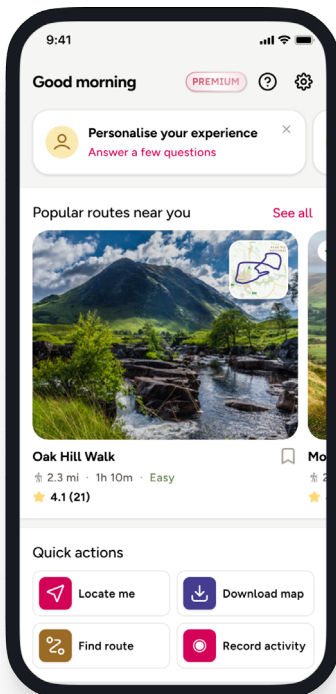 9:41
Good morning
PREMIUM
Personalise your experience
Answer a few questions
Popular routes near you
See all
Oak Hill Walk
Mo
2.3 mi · 1h 10m · Easy
2
4.1 (21)
Quick actions
Locate me
Download map
Find route
Record activity